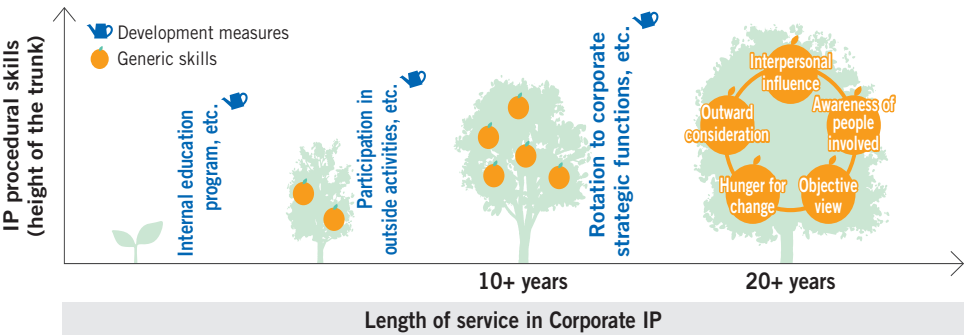 IP procedural skills
(height of the trunk)
Development measures
Generic skills
Internal education
program, etc.
Participation in
outside activities, etc.
Rotation to corporate
strategic functions, etc.
Interpersonal
influence
Awareness of
people
involved
Objective
view
Hunger for
change
Outward
consideration
10+ years
20+ years
Length of service in Corporate IP